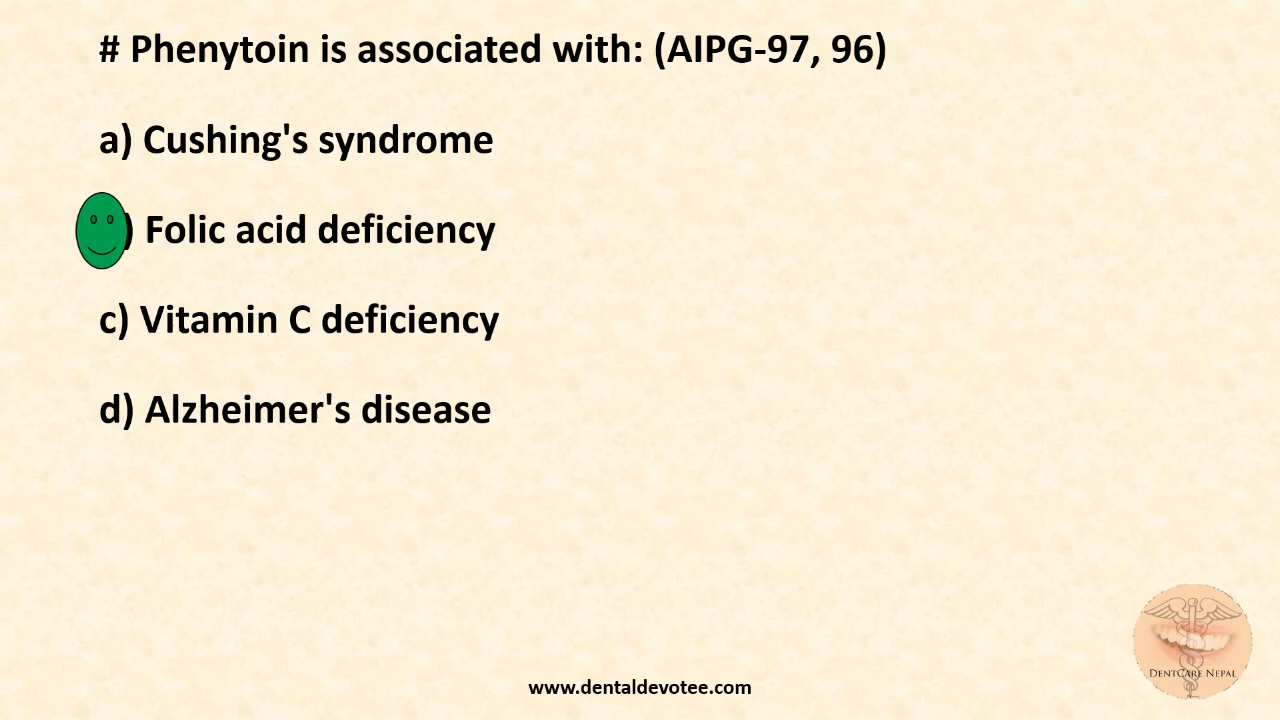 # Phenytoin is associated with: (AIPG-97, 96)
a) Cushing's syndrome
) Folic acid deficiency
c) Vitamin C deficiency
d) Alzheimer's disease
DENTCARE NEPAL
www.dentaldevotee.com